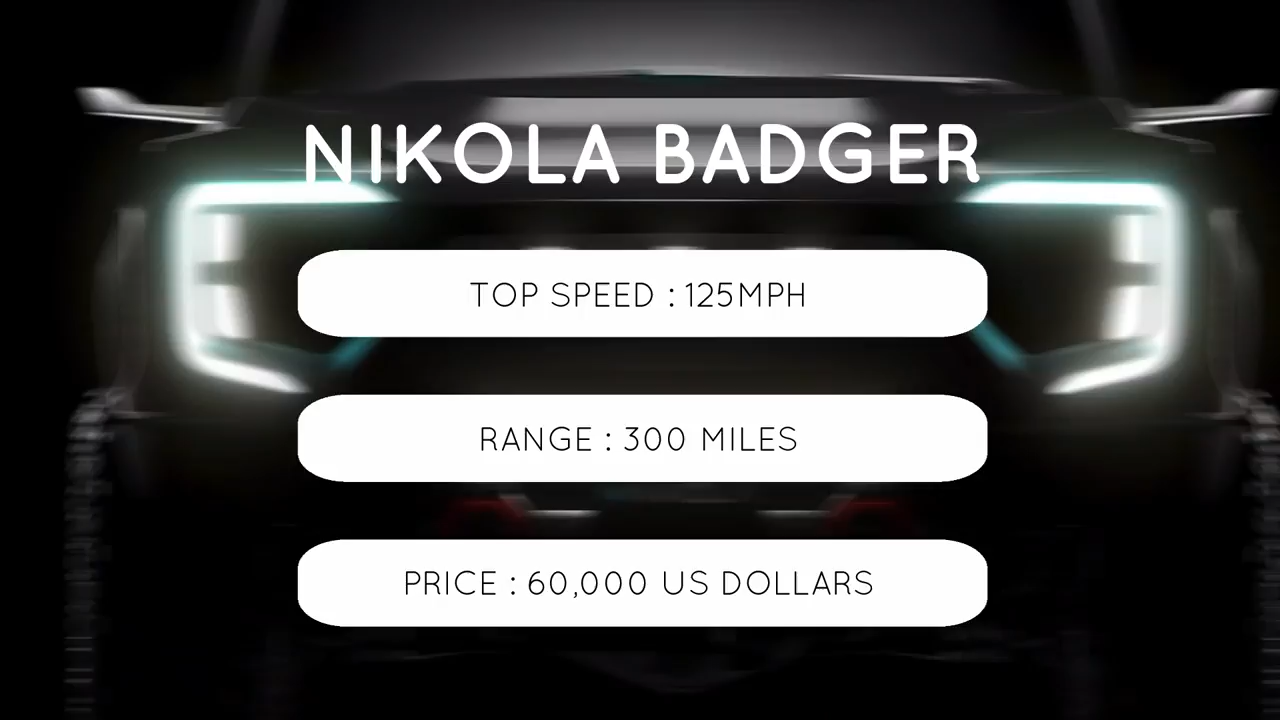 NIKOLA BADGER
TOP SPEED : 125MPH
RANGE : 300 MILES
PRICE : 60,000 US DOLLARS